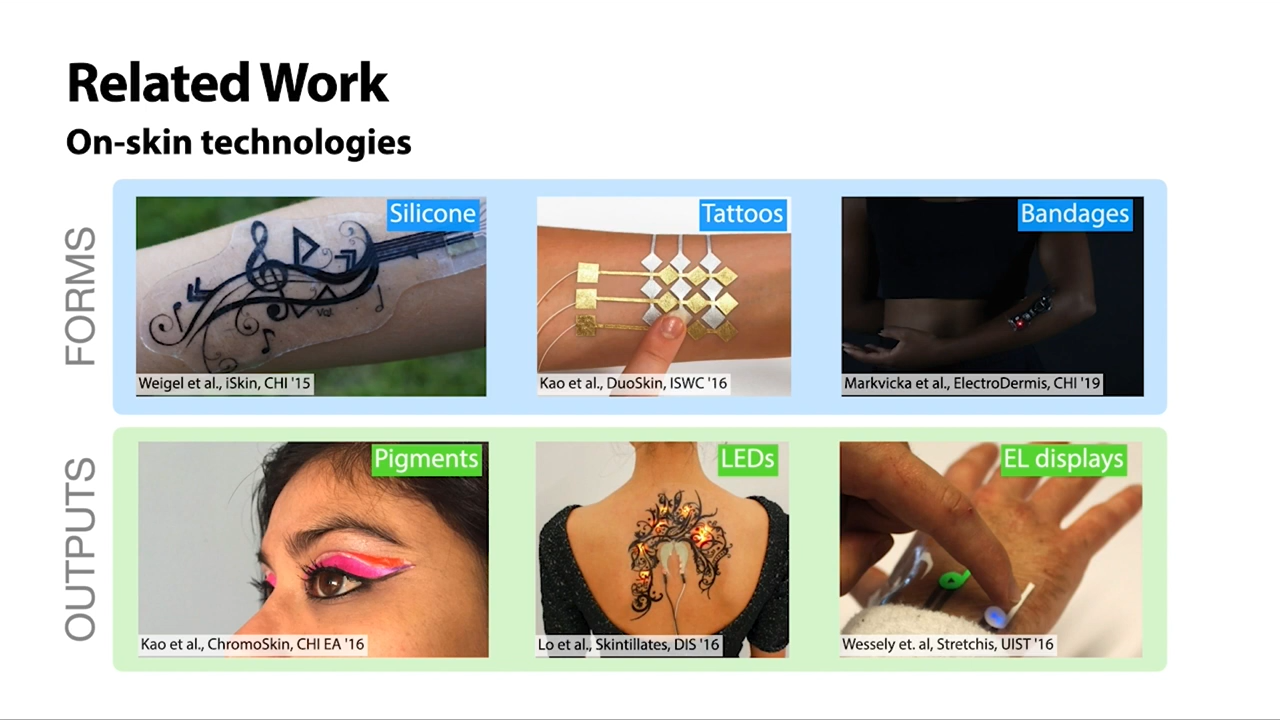 Related Work
On-skin technologies
FORMS
Silicone
Weigel et al., iSkin, CHI '15
Tattoos
Kao et al., DuoSkin, ISWC '16
Bandages
Markvicka et al., ElectroDermis, CHI '19
OUTPUTS
Pigments
Kao et al., ChromoSkin, CHI EA '16
LEDs
Lo et al., Skintillates, DIS '16
EL displays
Wessely et. al, Stretchis, UIST '16